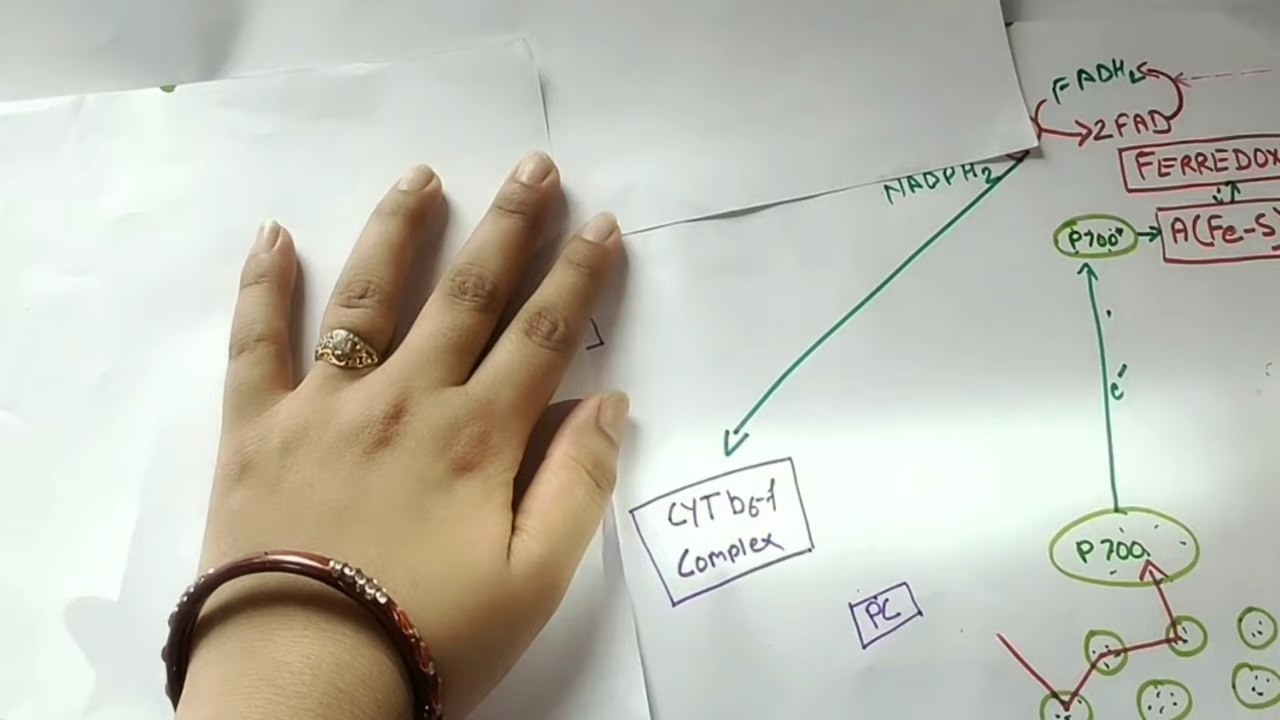 FADH2
2FAD
FERREDOX
NADPH2
P700*
A(Fe-S)
e-
CYT b6-f
Complex
P700
PC